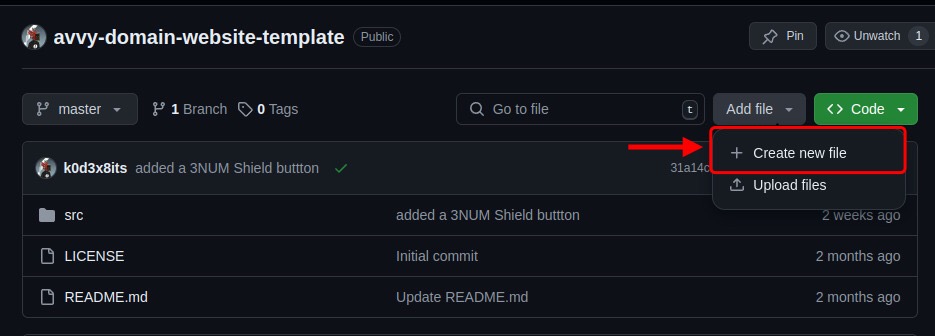 avvy-domain-website-template Public Pin Unwatch 1
master 1 Branch 0 Tags Go to file t Add file Code
k0d3x8its added a 3NUM Shield buttton 31a14c
Create new file
Upload files
src added a 3NUM Shield buttton 2 weeks ago
LICENSE Initial commit 2 months ago
README.md Update README.md 2 months ago